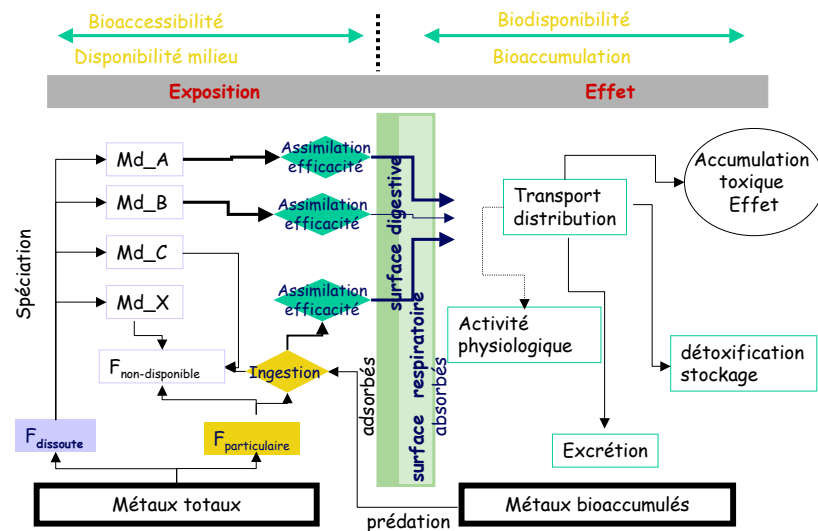 Bioaccessibilité
Biodisponibilité
Disponibilité milieu
Bioaccumulation
Exposition
Effet
Md_A
Assimilation
efficacité
Md_B
Assimilation
efficacité
Md_C
Md_X
Assimilation
efficacité
Spéciation
F non-disponible
Ingestion
F dissoute
F particulaire
Métaux totaux
adsorbés
surface digestive
surface respiratoire
absorbés
Transport
distribution
Accumulation
toxique
Effet
Activité
physiologique
détoxification
stockage
Excrétion
Métaux bioaccumulés
prédation